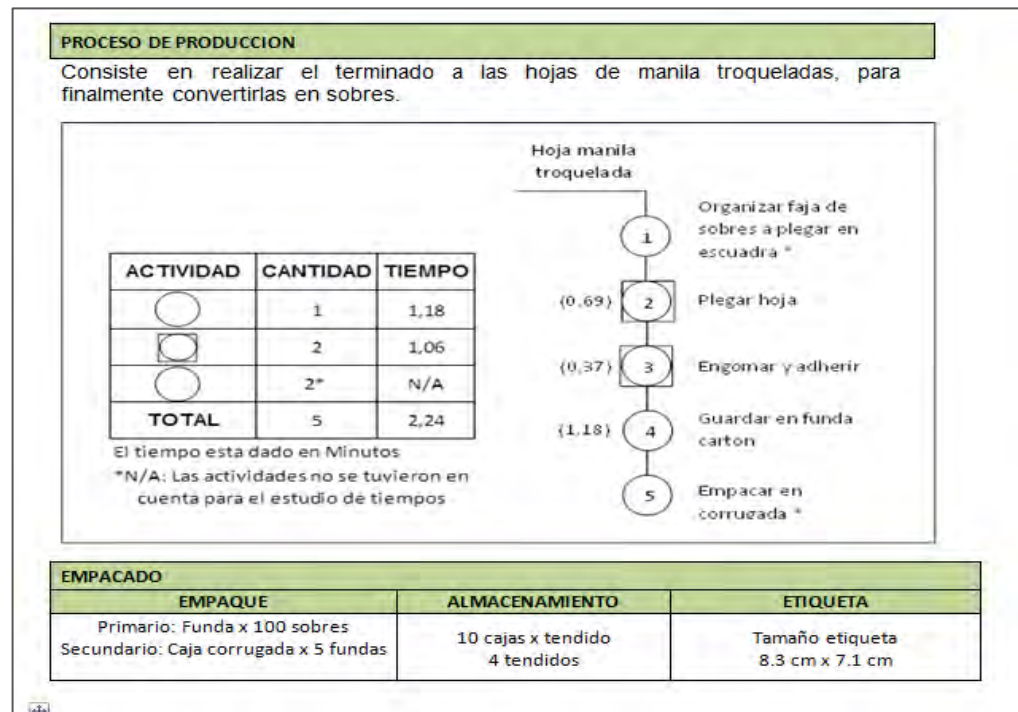 PROCESO DE PRODUCCION
Consiste en realizar el terminado a las hojas de manila troqueladas, para
finalmente convertirlas en sobres.
ACTIVIDAD CANTIDAD TIEMPO
1 1,18
2 1,06
2* N/A
TOTAL 5 2,24
El tiempo esta dado en Minutos
*N/A: Las actividades no se tuvieron en
cuenta para el estudio de tiempos
Hoja manila
troquelada
1
Organizar faja de
sobres a plegar en
escuadra *
(0,69) 2 Plegar hoja
(0,37) 3 Engomar y adherir
(1,18) 4
Guardar en funda
carton
5
Empacar en
corrugada *
EMPACADO
EMPAQUE ALMACENAMIENTO ETIQUETA
Primario: Funda x 100 sobres
Secundario: Caja corrugada x 5 fundas
10 cajas x tendido
4 tendidos
Tamaño etiqueta
8.3 cm x 7.1 cm